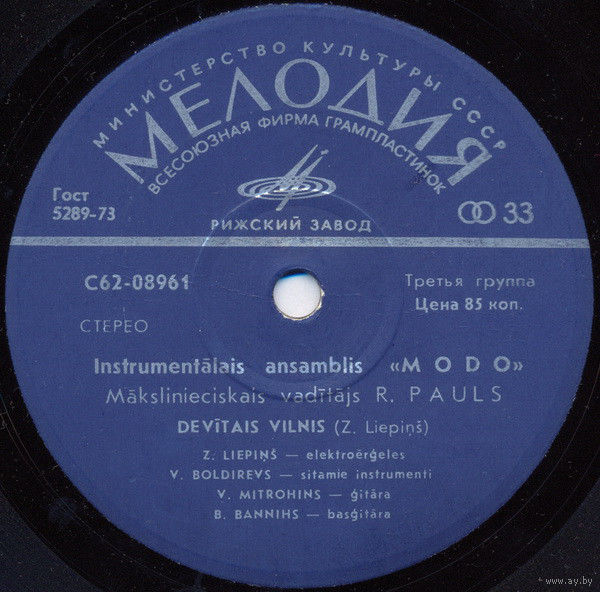 МИНИСТЕРСТВО КУЛЬТУРЫ СССР
МЕЛОДИЯ
ВСЕСОЮЗНАЯ ФИРМА ГРАМПЛАСТИНОК
Гост
5289-73
33
РИЖСКИЙ ЗАВОД
С62-08961
Третья группа
Цена 85 коп.
СТЕРЕО
Instrumentālais ansamblis «MODO»
Mākslinieciskais vadītājs R. PAULS
DEVĪTAIS VILNIS (Z. Liepiņš)
Z. LIEPIŅŠ — elektroērģeles
V. BOLDIREVS — sitamie instrumenti
V. MITROHINS — ģitāra
B. BANNIHS — basģitāra
www.ay.by